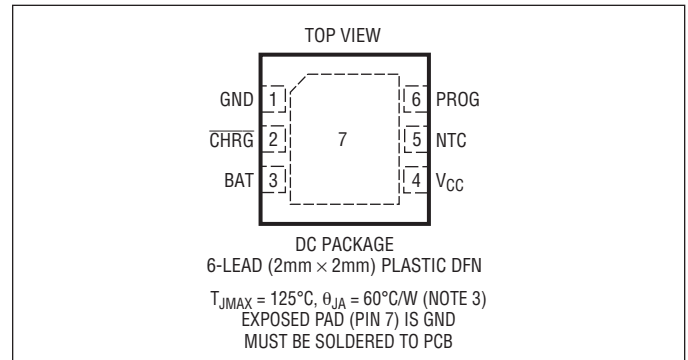 TOP VIEW
GND 1
6 PROG
CHRG 2
7
5 NTC
BAT 3
4 VCC
DC PACKAGE
6-LEAD (2mm × 2mm) PLASTIC DFN
TJMAX = 125°C, θJA = 60°C/W (NOTE 3)
EXPOSED PAD (PIN 7) IS GND
MUST BE SOLDERED TO PCB